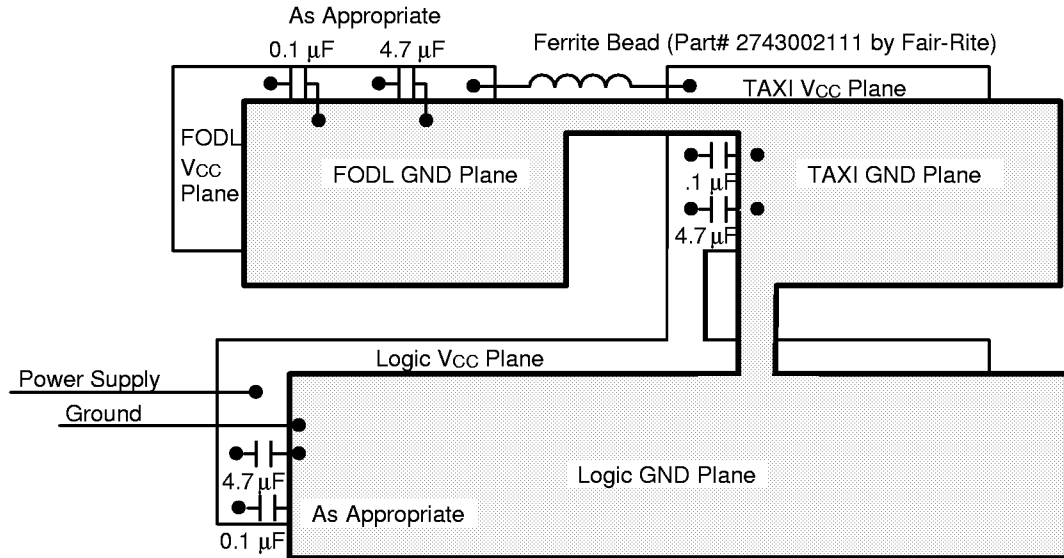 As Appropriate
0.1 µF 4.7 µF
Ferrite Bead (Part# 2743002111 by Fair-Rite)
TAXI VCC Plane
FODL
VCC
Plane
FODL GND Plane
TAXI GND Plane
.1 µF
4.7 µF
Logic VCC Plane
Power Supply
Ground
4.7 µF
Logic GND Plane
As Appropriate
0.1 µF